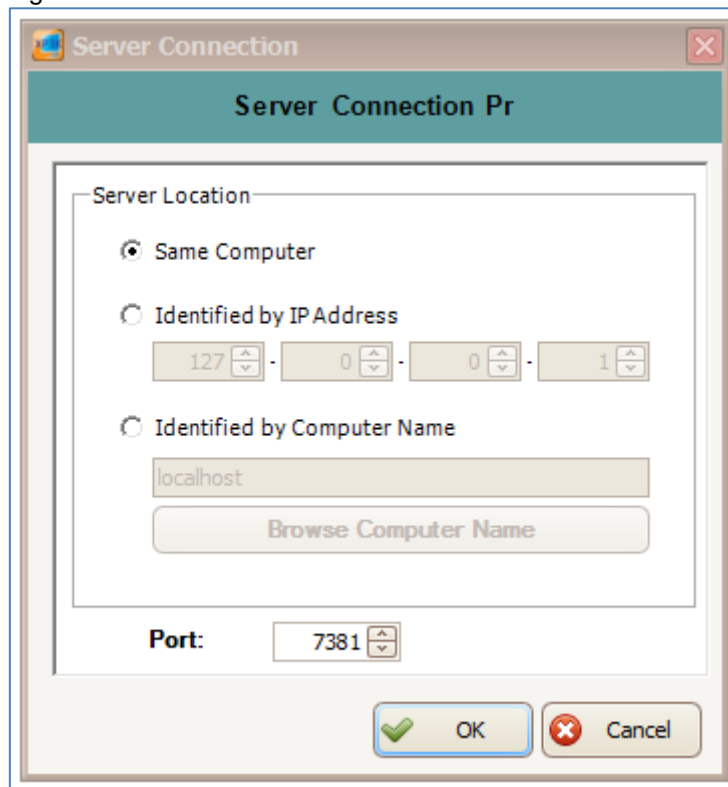 Server Connection
Server Connection Pr
Server Location
Same Computer
Identified by IP Address
127 - 0 - 0 - 1
Identified by Computer Name
localhost
Browse Computer Name
Port: 7381
OK Cancel